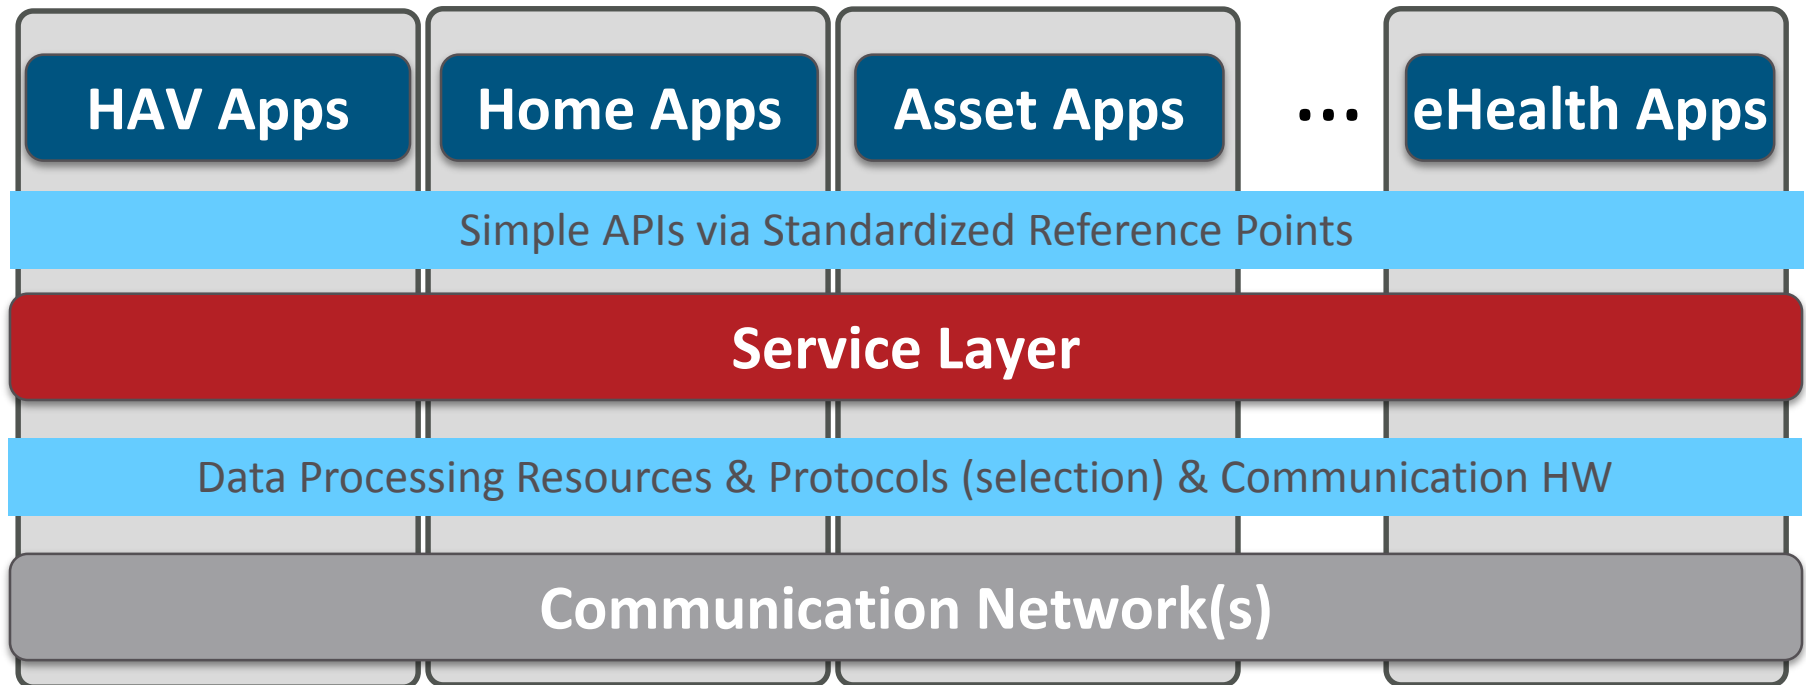 HAV Apps
Home Apps
Asset Apps
...
eHealth Apps
Simple APIs via Standardized Reference Points
Service Layer
Data Processing Resources & Protocols (selection) & Communication HW
Communication Network(s)